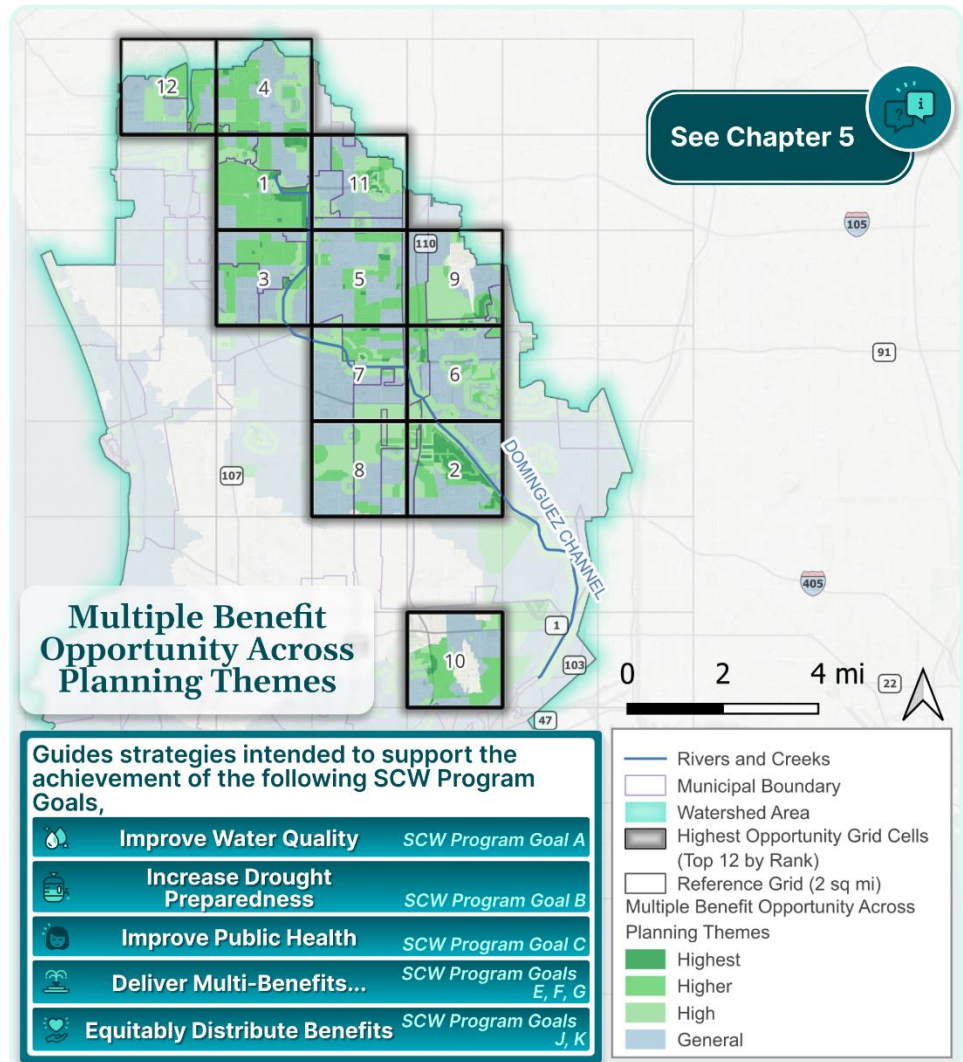 12
4
See Chapter 5
1
11
105
110
3
5
9
91
7
6
107
8
2
DOMINGUEZ CHANNEL
405
Multiple Benefit
Opportunity Across
Planning Themes
10
1
103
47
0 2 4 mi
22
Guides strategies intended to support the
achievement of the following SCW Program
Goals,
Improve Water Quality SCW Program Goal A
Increase Drought
Preparedness SCW Program Goal B
Improve Public Health SCW Program Goal C
Deliver Multi-Benefits... SCW Program Goals
E, F, G
Equitably Distribute Benefits SCW Program Goals
J, K
Rivers and Creeks
Municipal Boundary
Watershed Area
Highest Opportunity Grid Cells
(Top 12 by Rank)
Reference Grid (2 sq mi)
Multiple Benefit Opportunity Across
Planning Themes
Highest
Higher
High
General